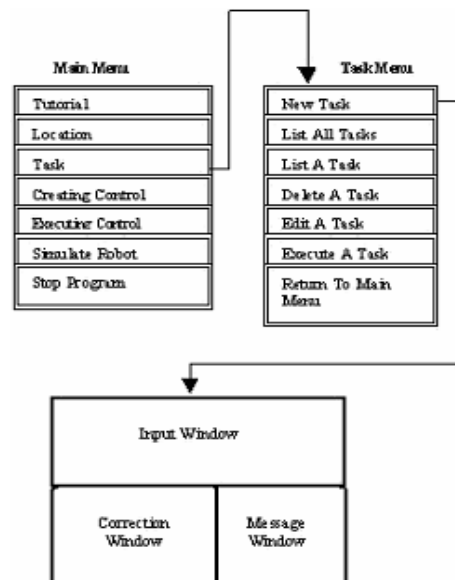 Main Menu
Tutorial
Location
Task
Creating Control
Executing Control
Simulate Robot
Stop Program
Task Menu
New Task
List All Tasks
List A Task
Delete A Task
Edit A Task
Execute A Task
Return To Main
Menu
Input Window
Correction
Window
Message
Window